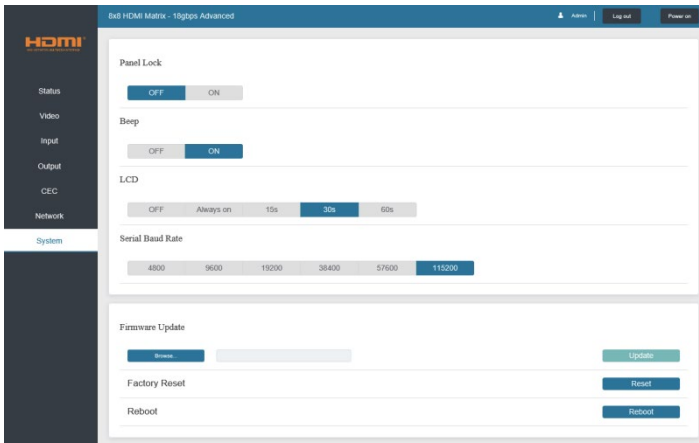 8x8 HDMI Matrix - 18gbps Advanced
Admin
Log out
Power on
HDMI
Status
Video
Input
Output
CEC
Network
System
Panel Lock
OFF ON
Beep
OFF ON
LCD
OFF Always on 15s 30s 60s
Serial Baud Rate
4800 9600 19200 38400 57600 115200
Firmware Update
Browse... Update
Factory Reset Reset
Reboot Reboot